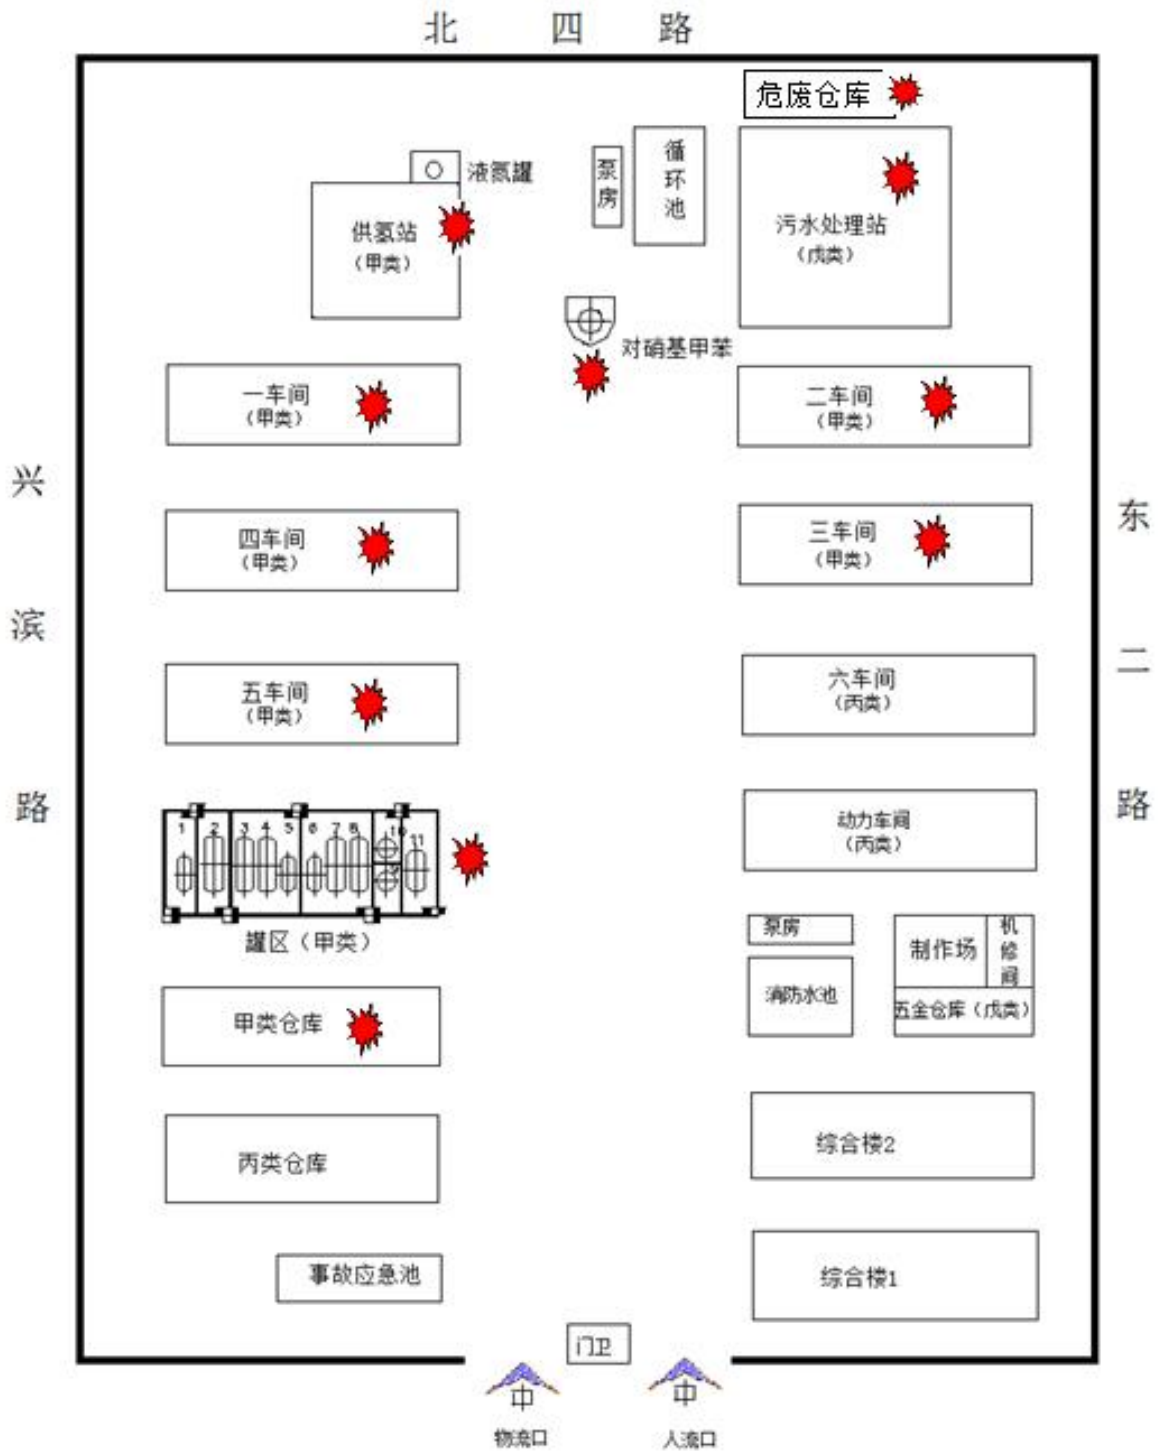 北四路
危废仓库
液氮罐
泵房
循环池
供氢站
（甲类）
污水处理站
（戊类）
对硝基甲苯
一车间
（甲类）
二车间
（甲类）
兴滨路
东二路
四车间
（甲类）
三车间
（甲类）
五车间
（甲类）
六车间
（丙类）
1 2 3 4 5 6 7 8 10 11
9
动力车间
（丙类）
罐区（甲类）
泵房
制作场
机修间
消防水池
五金仓库（戊类）
甲类仓库
丙类仓库
综合楼2
事故应急池
综合楼1
门卫
中
中
物流口
人流口